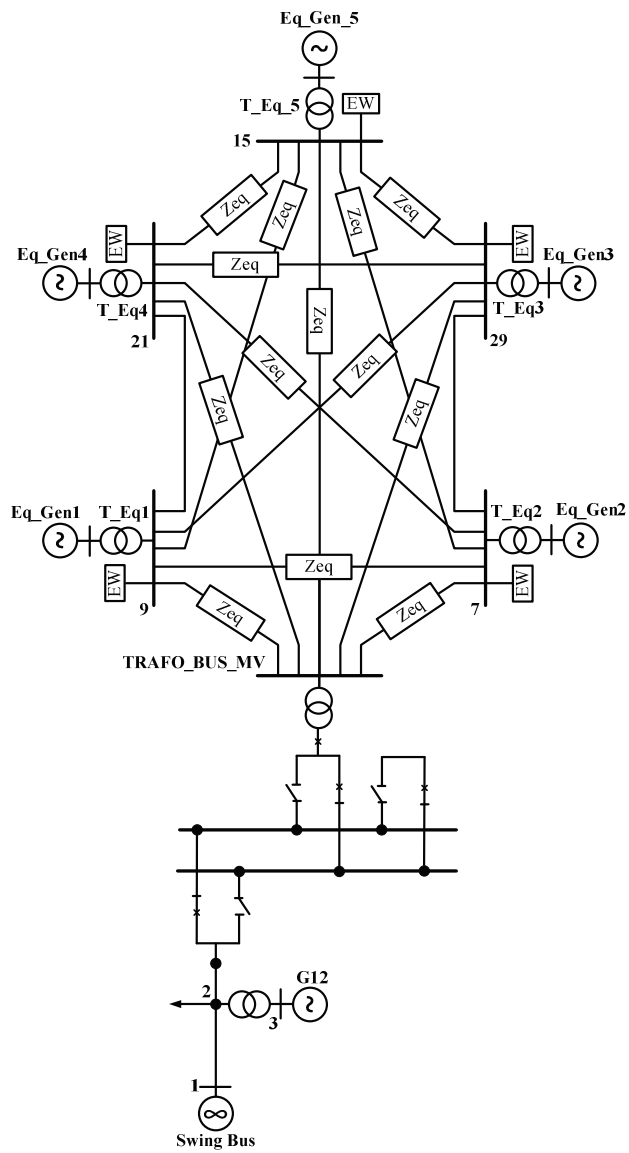 Eq_Gen_5
~
T_Eq_5
EW
15
Zeq
Zeq
Zeq
Zeq
EW
EW
Eq_Gen4
Zeq
Eq_Gen3
~
~
T_Eq4
T_Eq3
21
Zeq
29
Zeq
Zeq
Zeq
Zeq
Eq_Gen1
T_Eq1
T_Eq2
Eq_Gen2
~
~
Zeq
EW
EW
9
Zeq
Zeq
7
TRAFO_BUS_MV
×
×
×
×
G12
2
~
3
1
∞
Swing Bus